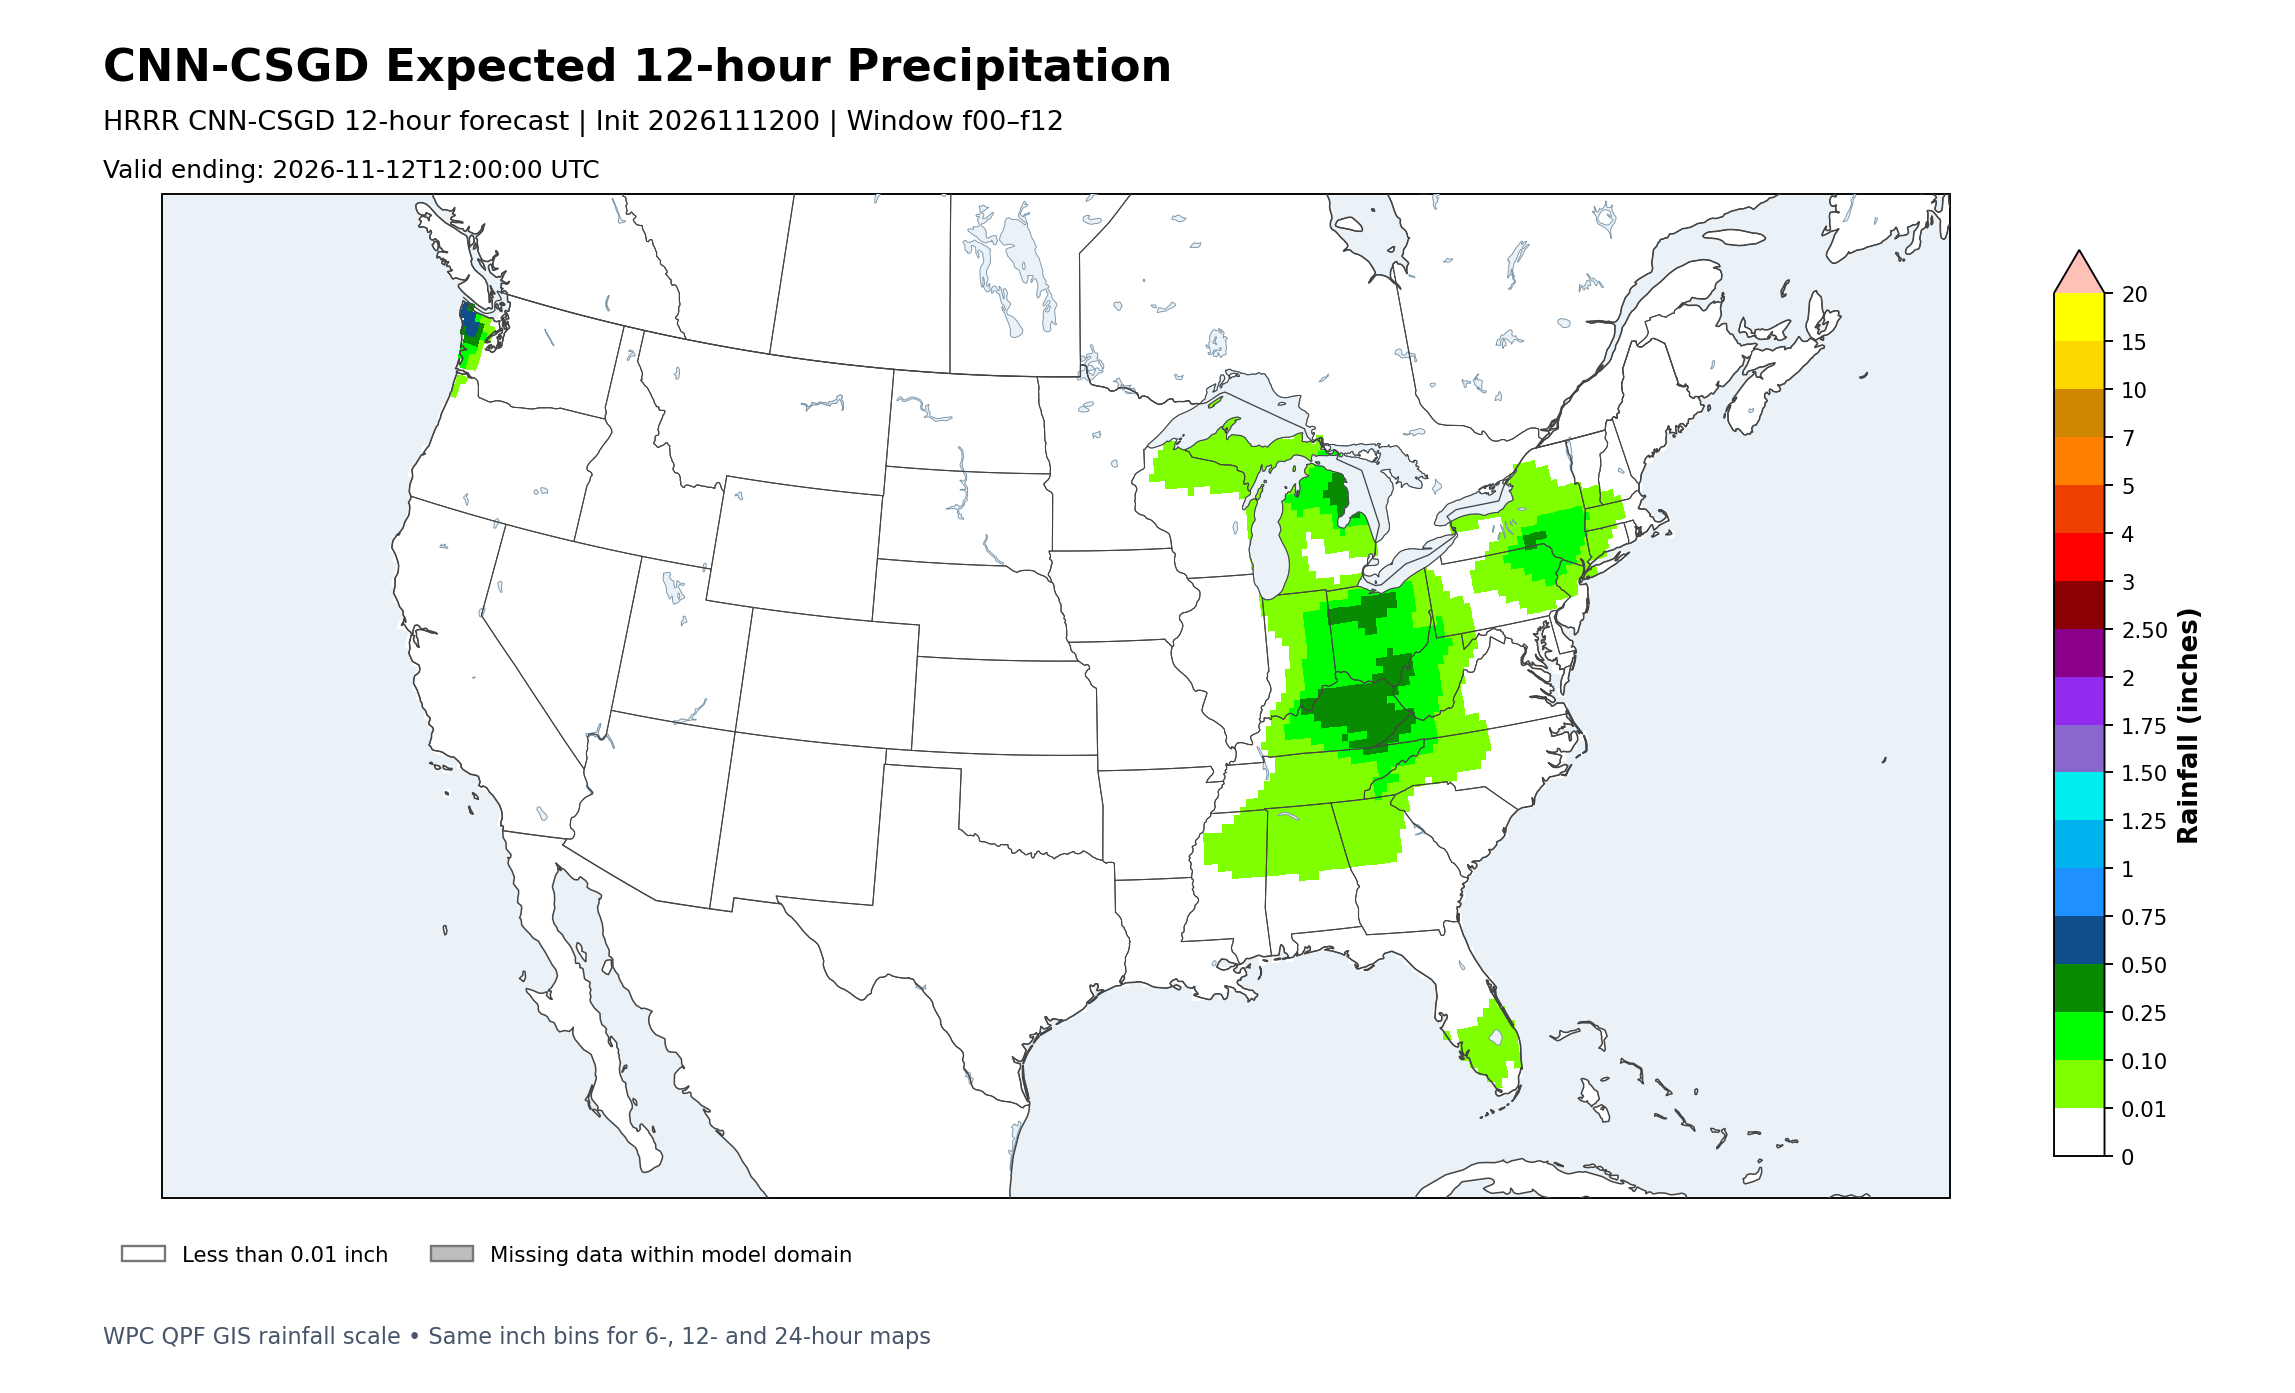 CNN-CSGD Expected 12-hour Precipitation
HRRR CNN-CSGD 12-hour forecast | Init 2026111200 | Window f00–f12
Valid ending: 2026-11-12T12:00:00 UTC
20
15
10
7
5
4
3
2.50
2
1.75
1.50
1.25
1
0.75
0.50
0.25
0.10
0.01
0
Rainfall (inches)
Less than 0.01 inch
Missing data within model domain
WPC QPF GIS rainfall scale • Same inch bins for 6-, 12- and 24-hour maps